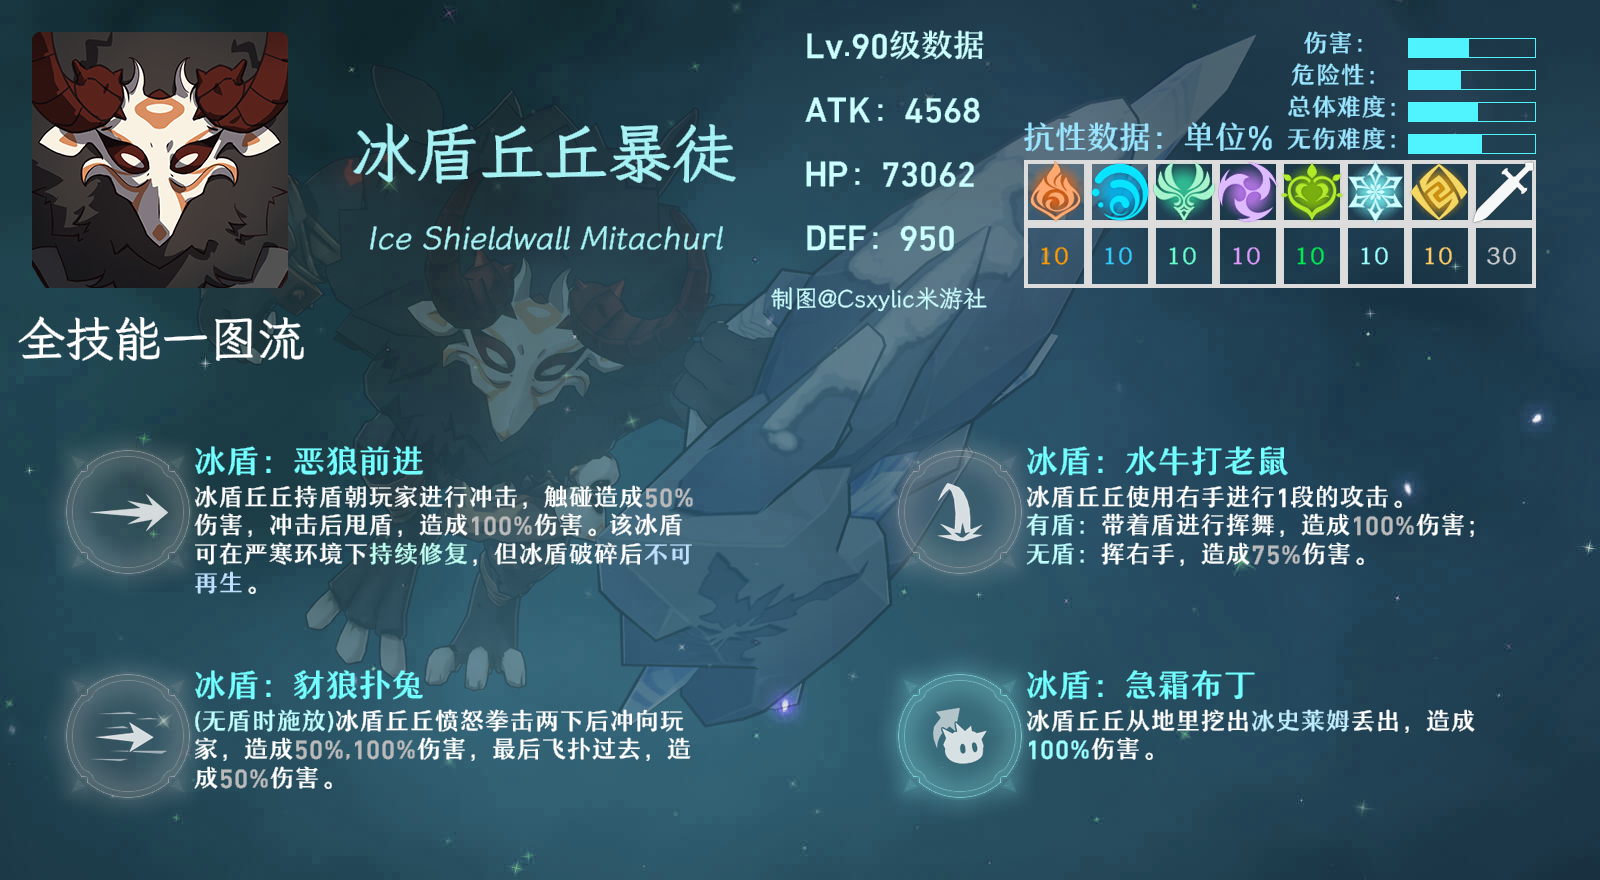 冰盾丘丘暴徒
Ice Shieldwall Mitachurl
全技能一图流
Lv.90级数据
ATK：4568
HP：73062
DEF：950
制图@Csxylic米游社
伤害：
危险性：
总体难度：
无伤难度：
抗性数据：单位%
10 10 10 10 10 10 10 30
冰盾：恶狼前进
冰盾丘丘持盾朝玩家进行冲击，触碰造成50%
伤害，冲击后甩盾，造成100%伤害。该冰盾
可在严寒环境下持续修复，但冰盾破碎后不可
再生。
冰盾：水牛打老鼠
冰盾丘丘使用右手进行1段的攻击。
有盾：带着盾进行挥舞，造成100%伤害；
无盾：挥右手，造成75%伤害。
冰盾：豺狼扑兔
(无盾时施放)冰盾丘丘愤怒拳击两下后冲向玩
家，造成50%,100%伤害，最后飞扑过去，造
成50%伤害。
冰盾：急霜布丁
冰盾丘丘从地里挖出冰史莱姆丢出，造成
100%伤害。